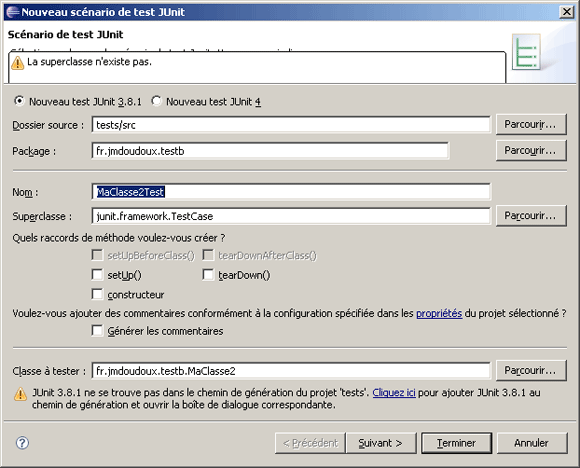 Nouveau scénario de test JUnit
Scénario de test JUnit
La superclasse n'existe pas.
Nouveau test JUnit 3.8.1 Nouveau test JUnit 4
Dossier source : tests/src Parcourir...
Package : fr.jmdoudoux.testb Parcourir...
Nom : MaClasse2Test
Superclasse : junit.framework.TestCase Parcourir...
Quels raccords de méthode voulez-vous créer ?
setUpBeforeClass() tearDownAfterClass()
setUp() tearDown()
constructeur
Voulez-vous ajouter des commentaires conformément à la configuration spécifiée dans les propriétés du projet sélectionné ?
Générer les commentaires
Classe à tester : fr.jmdoudoux.testb.MaClasse2 Parcourir...
JUnit 3.8.1 ne se trouve pas dans le chemin de génération du projet 'tests'. Cliquez ici pour ajouter JUnit 3.8.1 au
chemin de génération et ouvrir la boîte de dialogue correspondante.
< Précédent Suivant > Terminer Annuler